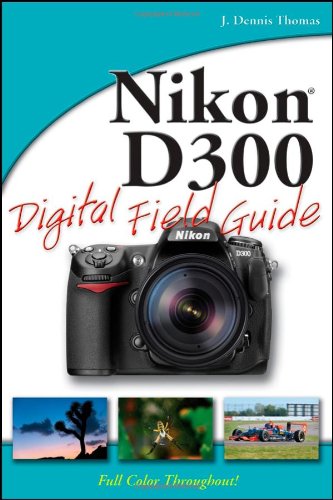 J. Dennis Thomas
Nikon®
D300
Digital Field Guide
Nikon
D300
Full Color Throughout!